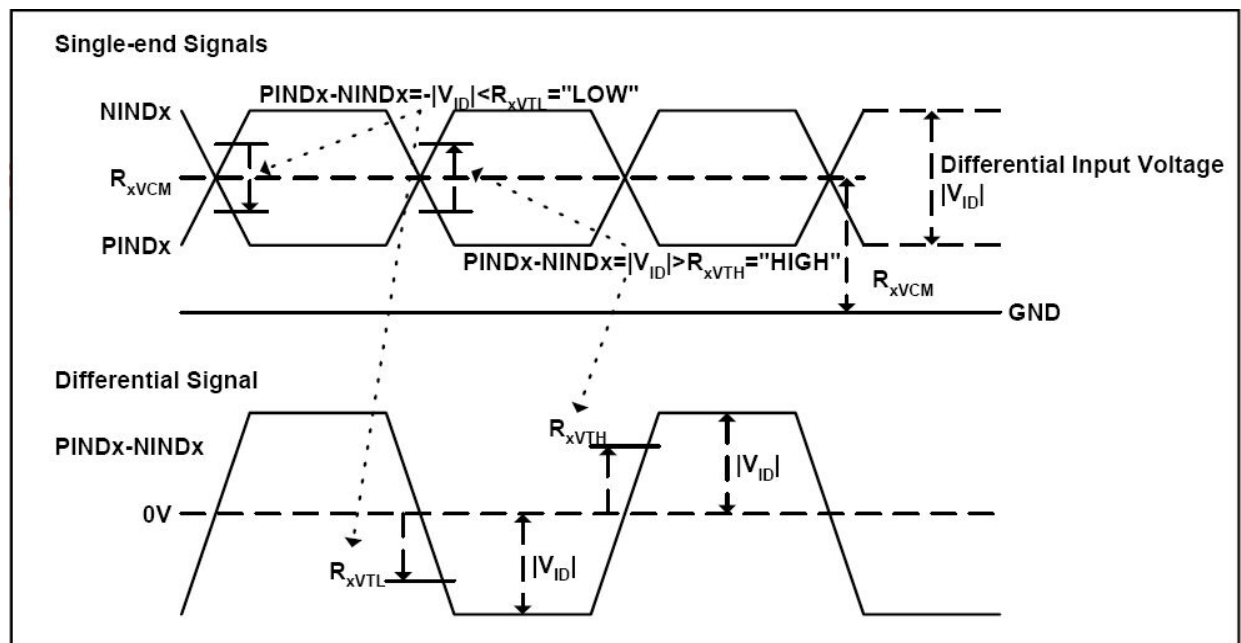 Single-end Signals
PINDx-NINDx=-|VID|<RxVTL="LOW"
NINDx
RxVCM
Differential Input Voltage
|VID|
PINDx
PINDx-NINDx=|VID|>RxVTH="HIGH"
RxVCM
GND
Differential Signal
RxVTH
PINDx-NINDx
|VID|
0V
RxVTL
|VID|